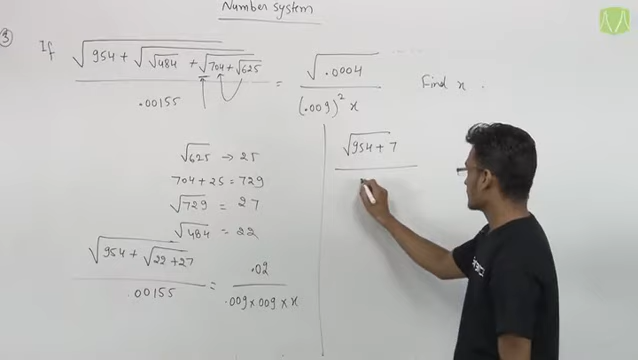 Number system
③ If √(954 + √(√484 + √(704 + √625))) / .00155 = √.0004 / (.009)² x Find x .
√625 → 25
704 + 25 = 729
√729 = 27
√484 = 22
√(954 + √(22 + 27)) / .00155 = .02 / .009 × .009 × x
√(954 + 7)